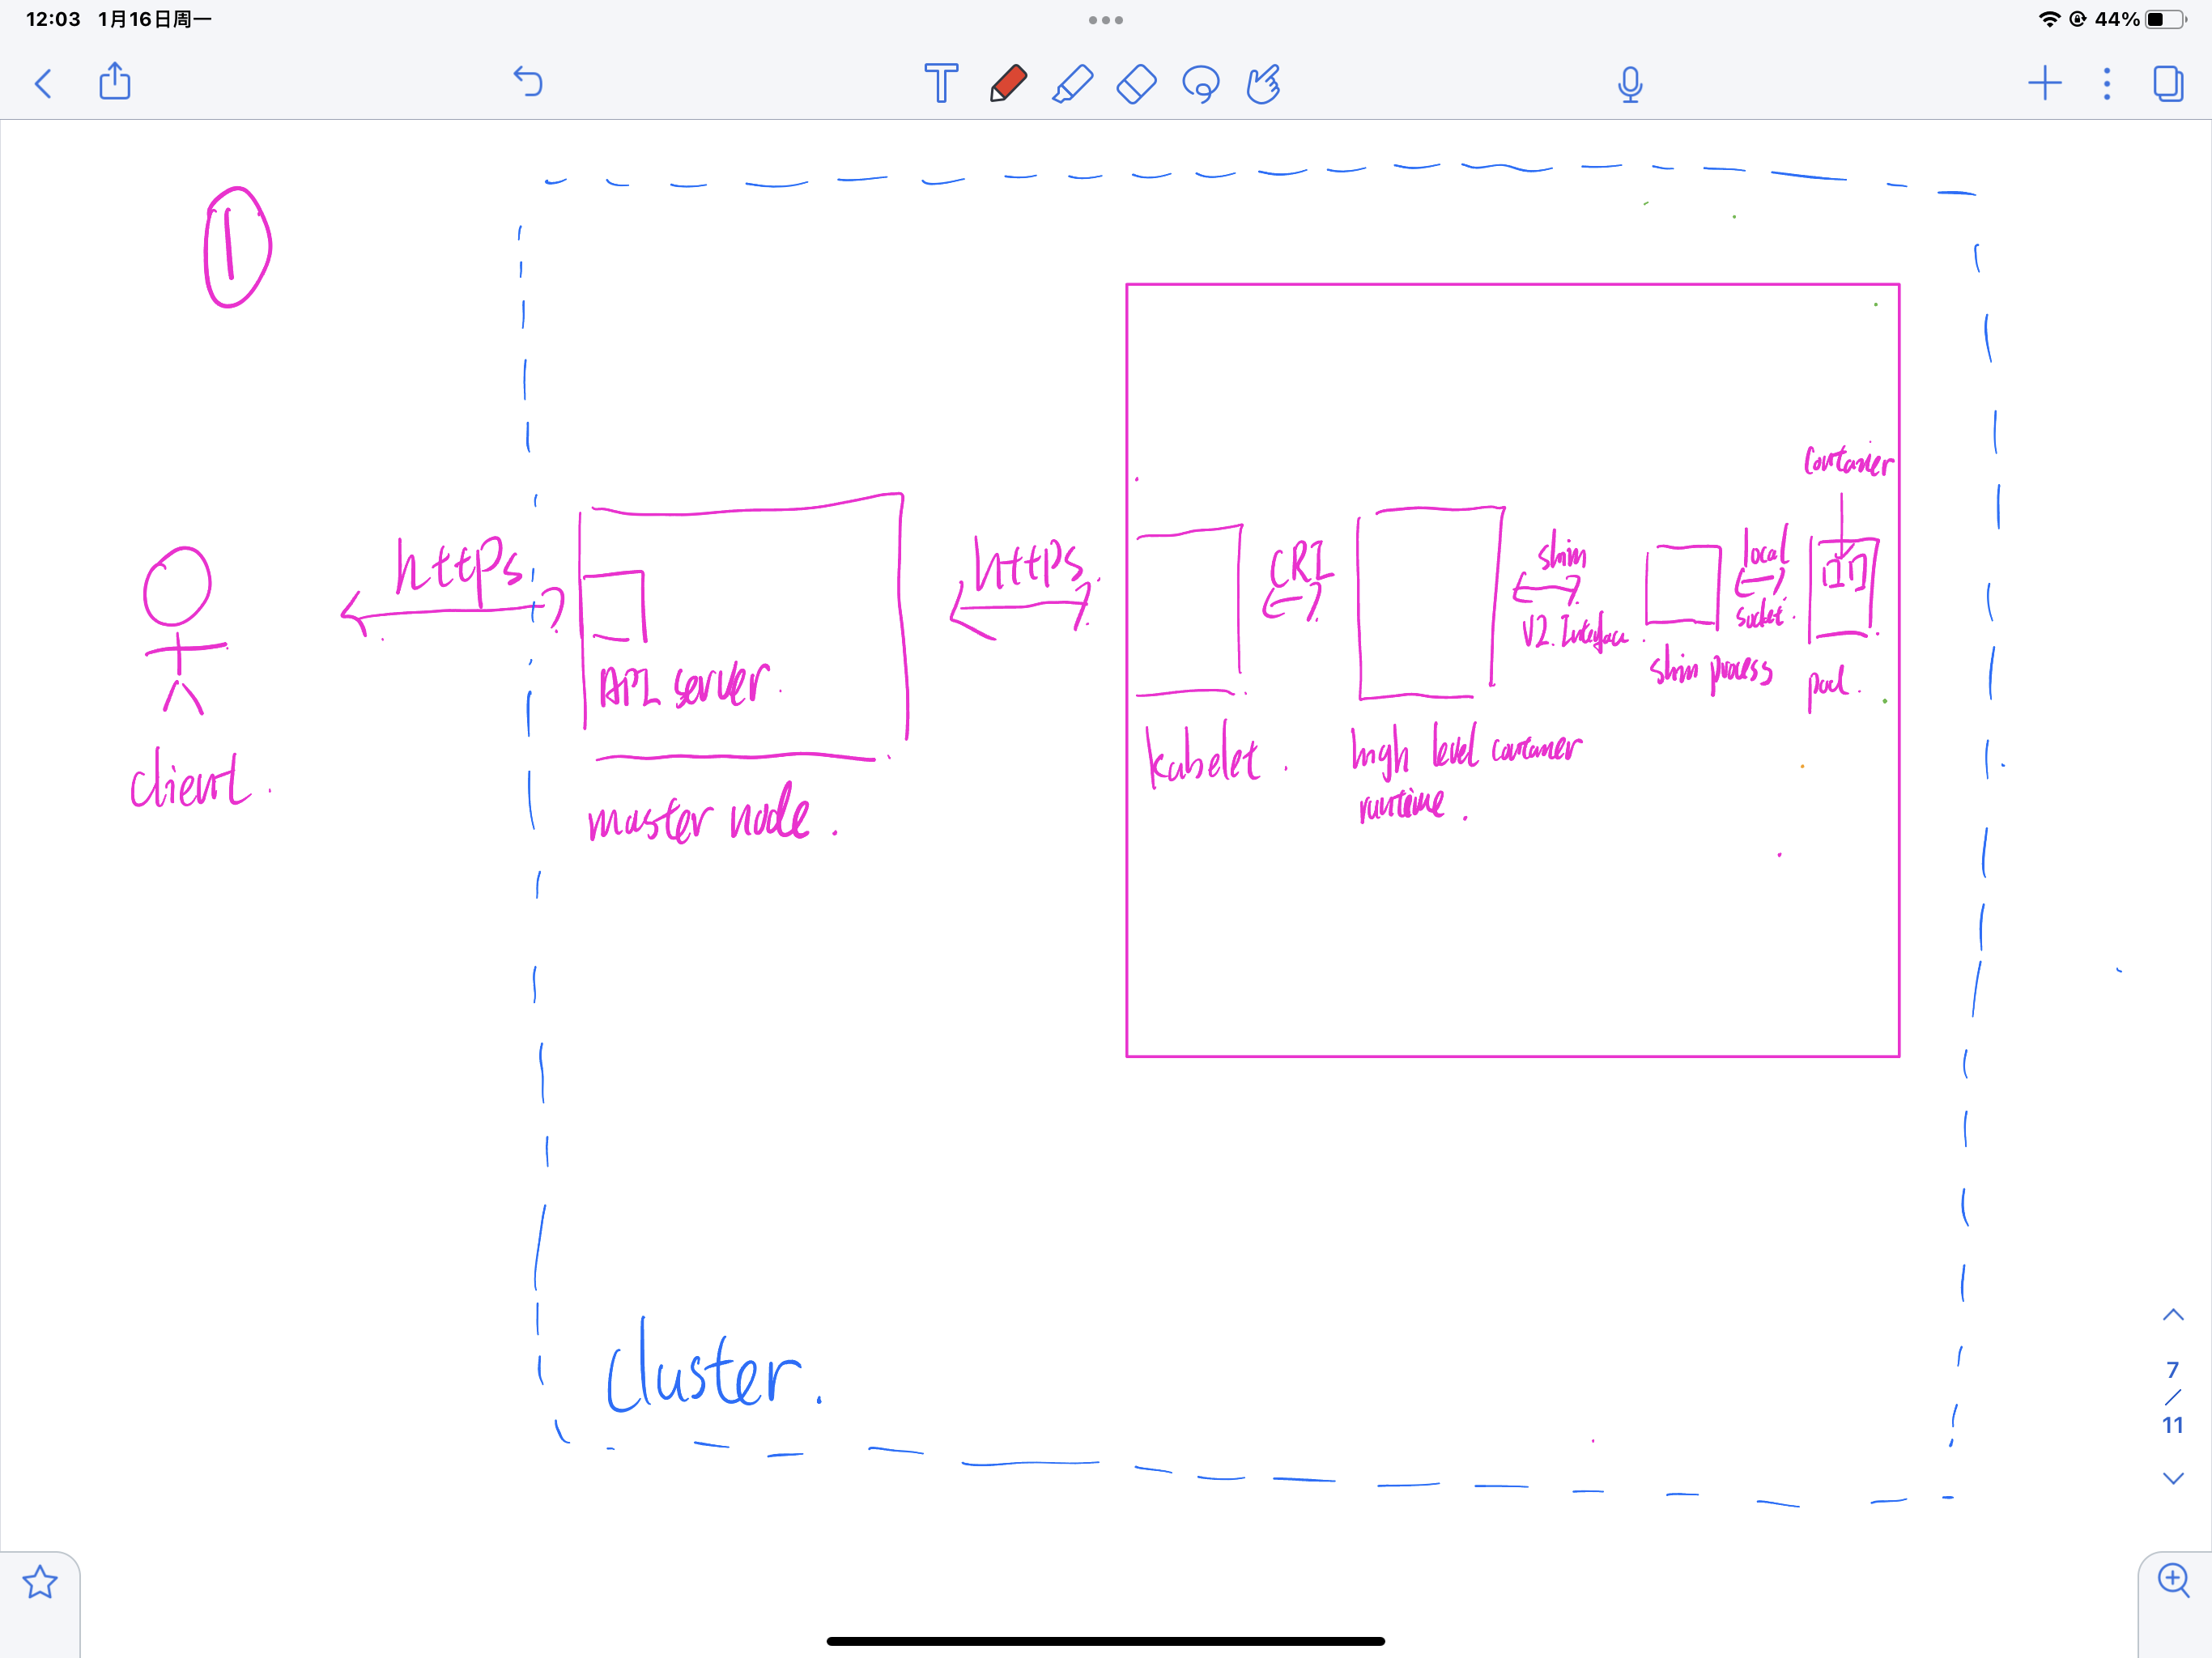 12:03 1月16日周一
44%
1
Container
https
https
CRI
shim
V2. Interface.
local
socket.
API server.
shim process
pod.
client.
master node.
kubelet.
high level container
runtime.
Cluster.
7
/
11